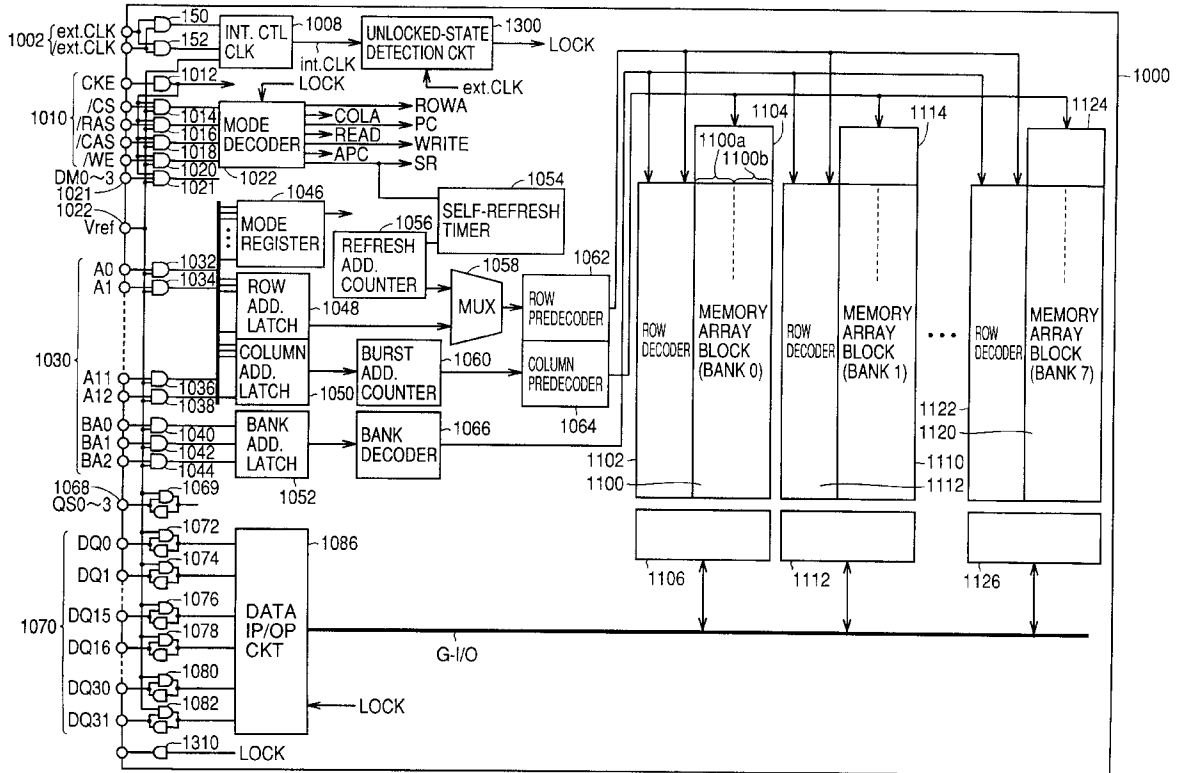 1002
ext.CLK
/ext.CLK
150
152
INT. CTL
CLK
1008
int.CLK
UNLOCKED-STATE
DETECTION CKT
1300
LOCK
ext.CLK
1000
1010
CKE
/CS
/RAS
/CAS
/WE
DM0~3
1021
1012
1014
1016
1018
1020
1021
MODE
DECODER
1022
LOCK
ROWA
COLA
PC
READ
WRITE
APC
SR
1022
Vref
1046
MODE
REGISTER
1054
SELF-REFRESH
TIMER
1056
REFRESH
ADD.
COUNTER
1058
MUX
1062
ROW
PREDECODER
1030
A0
A1
A11
A12
BA0
BA1
BA2
1032
1034
1036
1038
1040
1042
1044
ROW
ADD.
LATCH
1048
COLUMN
ADD.
LATCH
1050
BURST
ADD.
COUNTER
1060
COLUMN
PREDECODER
1064
BANK
ADD.
LATCH
1052
BANK
DECODER
1066
1104
1100a
1100b
ROW
DECODER
MEMORY
ARRAY
BLOCK
(BANK 0)
1102
1100
1106
1114
ROW
DECODER
MEMORY
ARRAY
BLOCK
(BANK 1)
1110
1112
1112
1124
ROW
DECODER
MEMORY
ARRAY
BLOCK
(BANK 7)
1122
1120
1126
1068
QS0~3
1069
1070
DQ0
DQ1
DQ15
DQ16
DQ30
DQ31
1072
1074
1076
1078
1080
1082
1086
DATA
IP/OP
CKT
G-I/O
LOCK
1310
LOCK